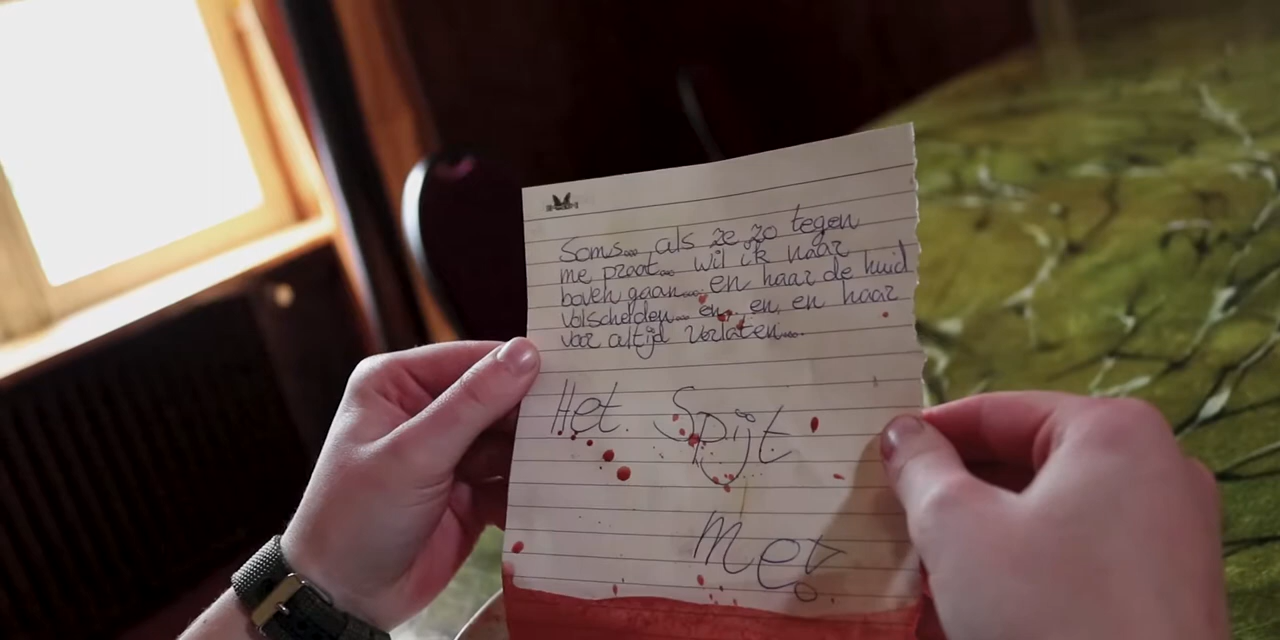 Soms... als ze zo tegen
me praat... wil ik naar
boven gaan.... en haar de huid
volschelden... en.. en, en haar
voor altijd verlaten....
Het. Spijt
Me.